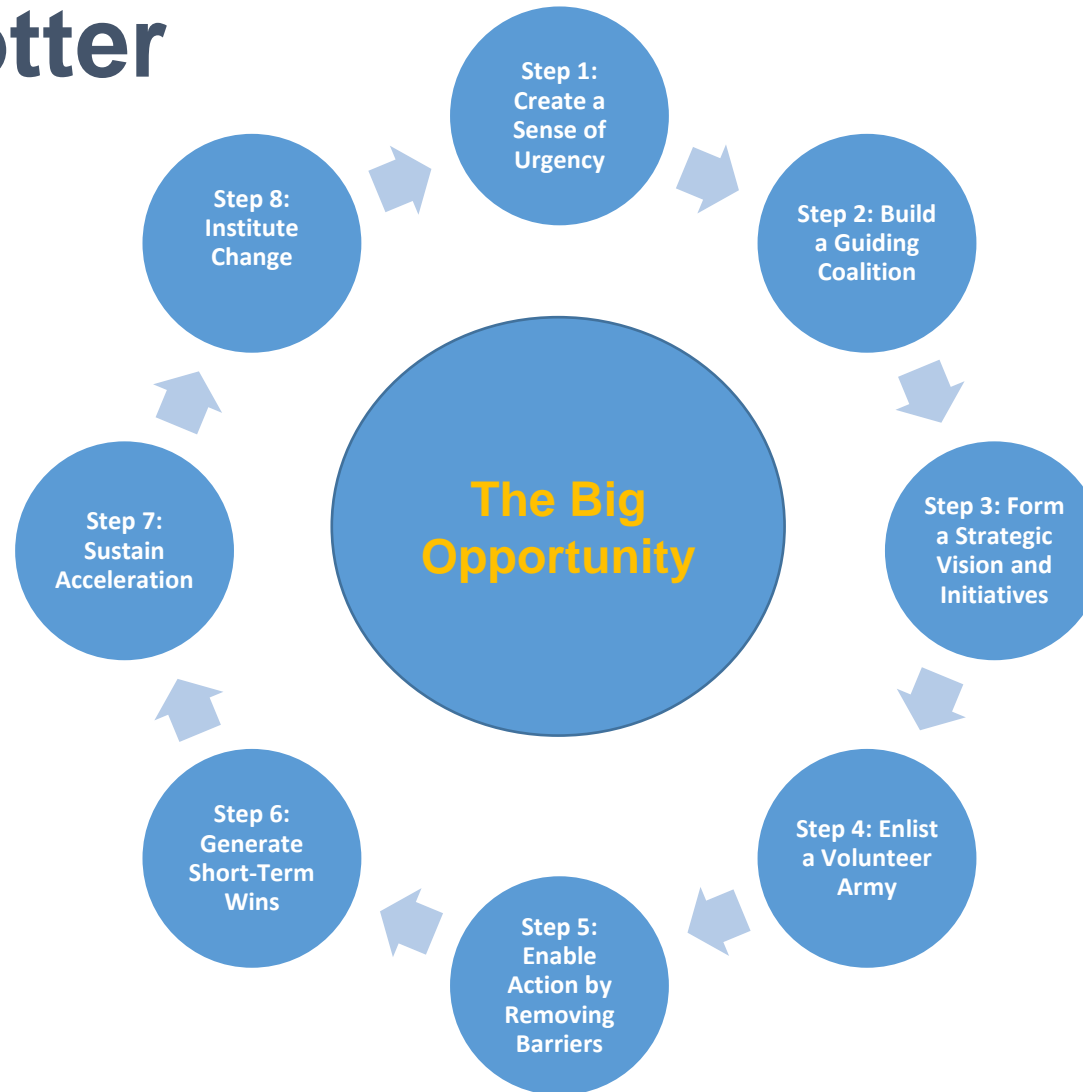 otter
Step 1:
Create a
Sense of
Urgency
Step 2: Build
a Guiding
Coalition
Step 3: Form
a Strategic
Vision and
Initiatives
Step 4: Enlist
a Volunteer
Army
Step 5:
Enable
Action by
Removing
Barriers
Step 6:
Generate
Short-Term
Wins
Step 7:
Sustain
Acceleration
Step 8:
Institute
Change
The Big
Opportunity